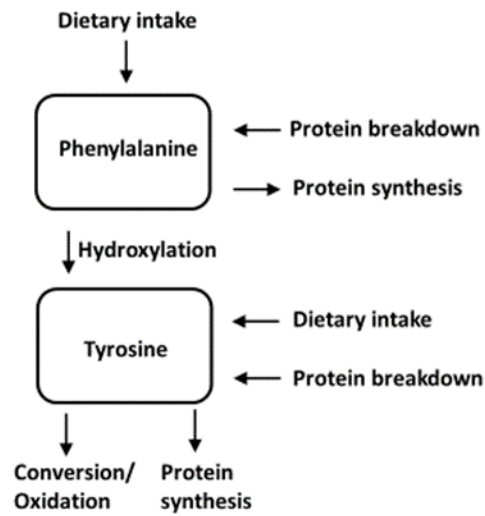 Dietary intake
Phenylalanine
Protein breakdown
Protein synthesis
Hydroxylation
Tyrosine
Dietary intake
Protein breakdown
Conversion/
Oxidation
Protein
synthesis